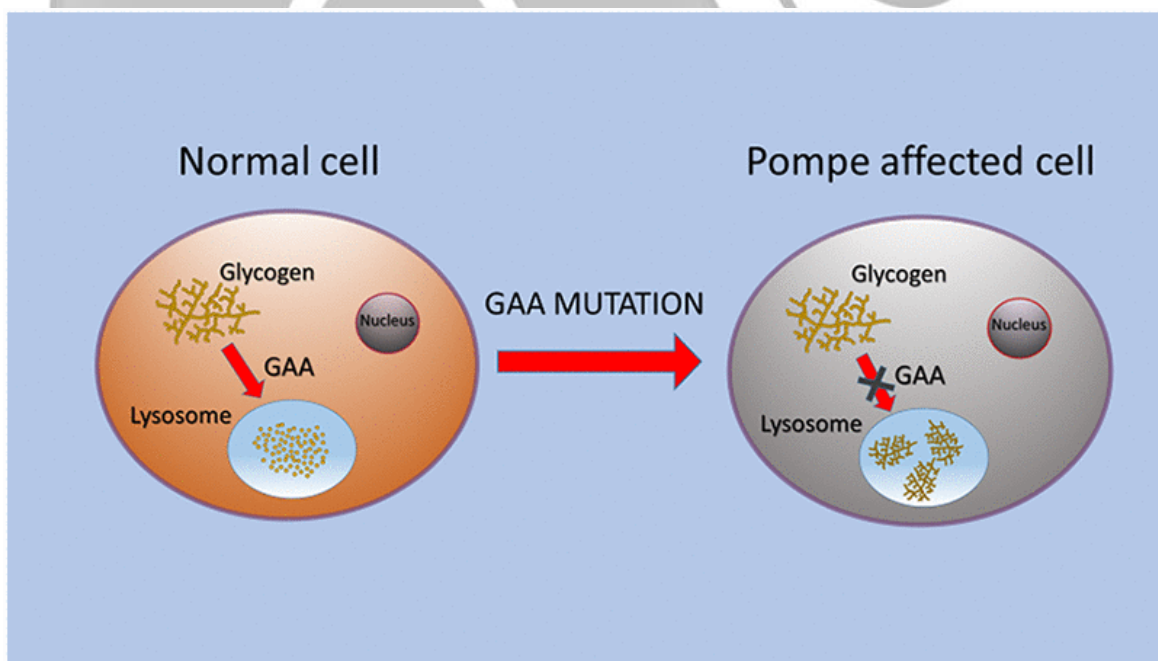 Normal cell
Glycogen
Nucleus
GAA
Lysosome
GAA MUTATION
Pompe affected cell
Glycogen
Nucleus
GAA
Lysosome